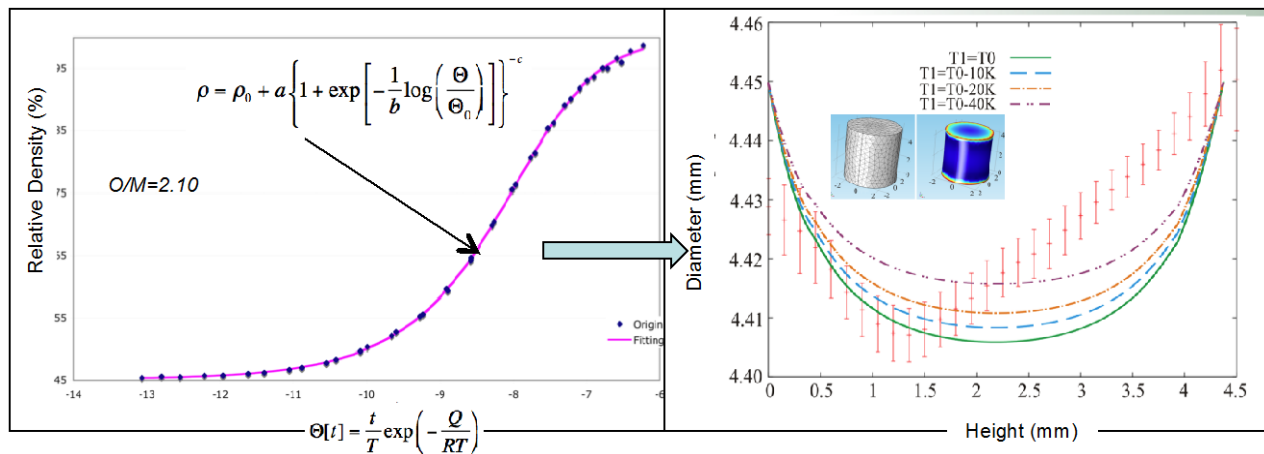 Relative Density (%)
95
85
75
65
55
45
-14
-13
-12
-11
-10
-9
-8
-7
-6
ρ = ρ₀ + a{1 + exp[-1/b log(Θ/Θ₀)]}⁻ᶜ
O/M=2.10
Origin
Fitting
Θ[t] = t/T exp(-Q/RT)
Diameter (mm)
4.46
4.45
4.44
4.43
4.42
4.41
4.40
T1=T0
T1=T0-10K
T1=T0-20K
T1=T0-40K
0
0.5
1
1.5
2
2.5
3
3.5
4
4.5
Height (mm)